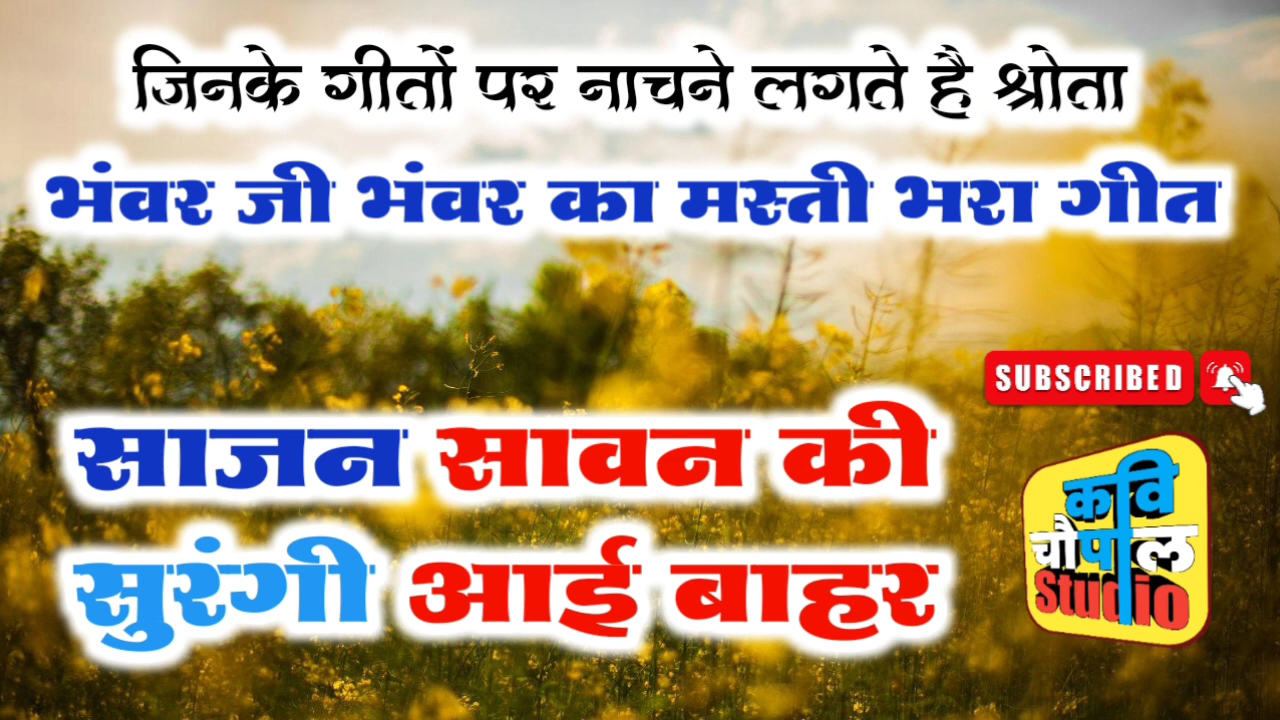 जिनके गीतों पर नाचने लगते है श्रोता
भंवर जी भंवर का मस्ती भरा गीत
SUBSCRIBED
साजन सावन की
सुरंगी आई बाहर
कवि
चौपाल
Studio